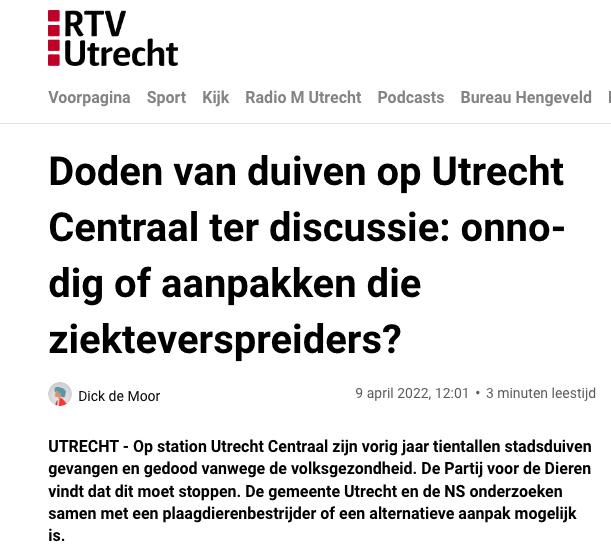 RTV
Utrecht
Voorpagina Sport Kijk Radio M Utrecht Podcasts Bureau Hengeveld
Doden van duiven op Utrecht
Centraal ter discussie: onno-
dig of aanpakken die
ziekteverspreiders?
Dick de Moor
9 april 2022, 12:01 • 3 minuten leestijd
UTRECHT - Op station Utrecht Centraal zijn vorig jaar tientallen stadsduiven
gevangen en gedood vanwege de volksgezondheid. De Partij voor de Dieren
vindt dat dit moet stoppen. De gemeente Utrecht en de NS onderzoeken
samen met een plaagdierenbestrijder of een alternatieve aanpak mogelijk
is.